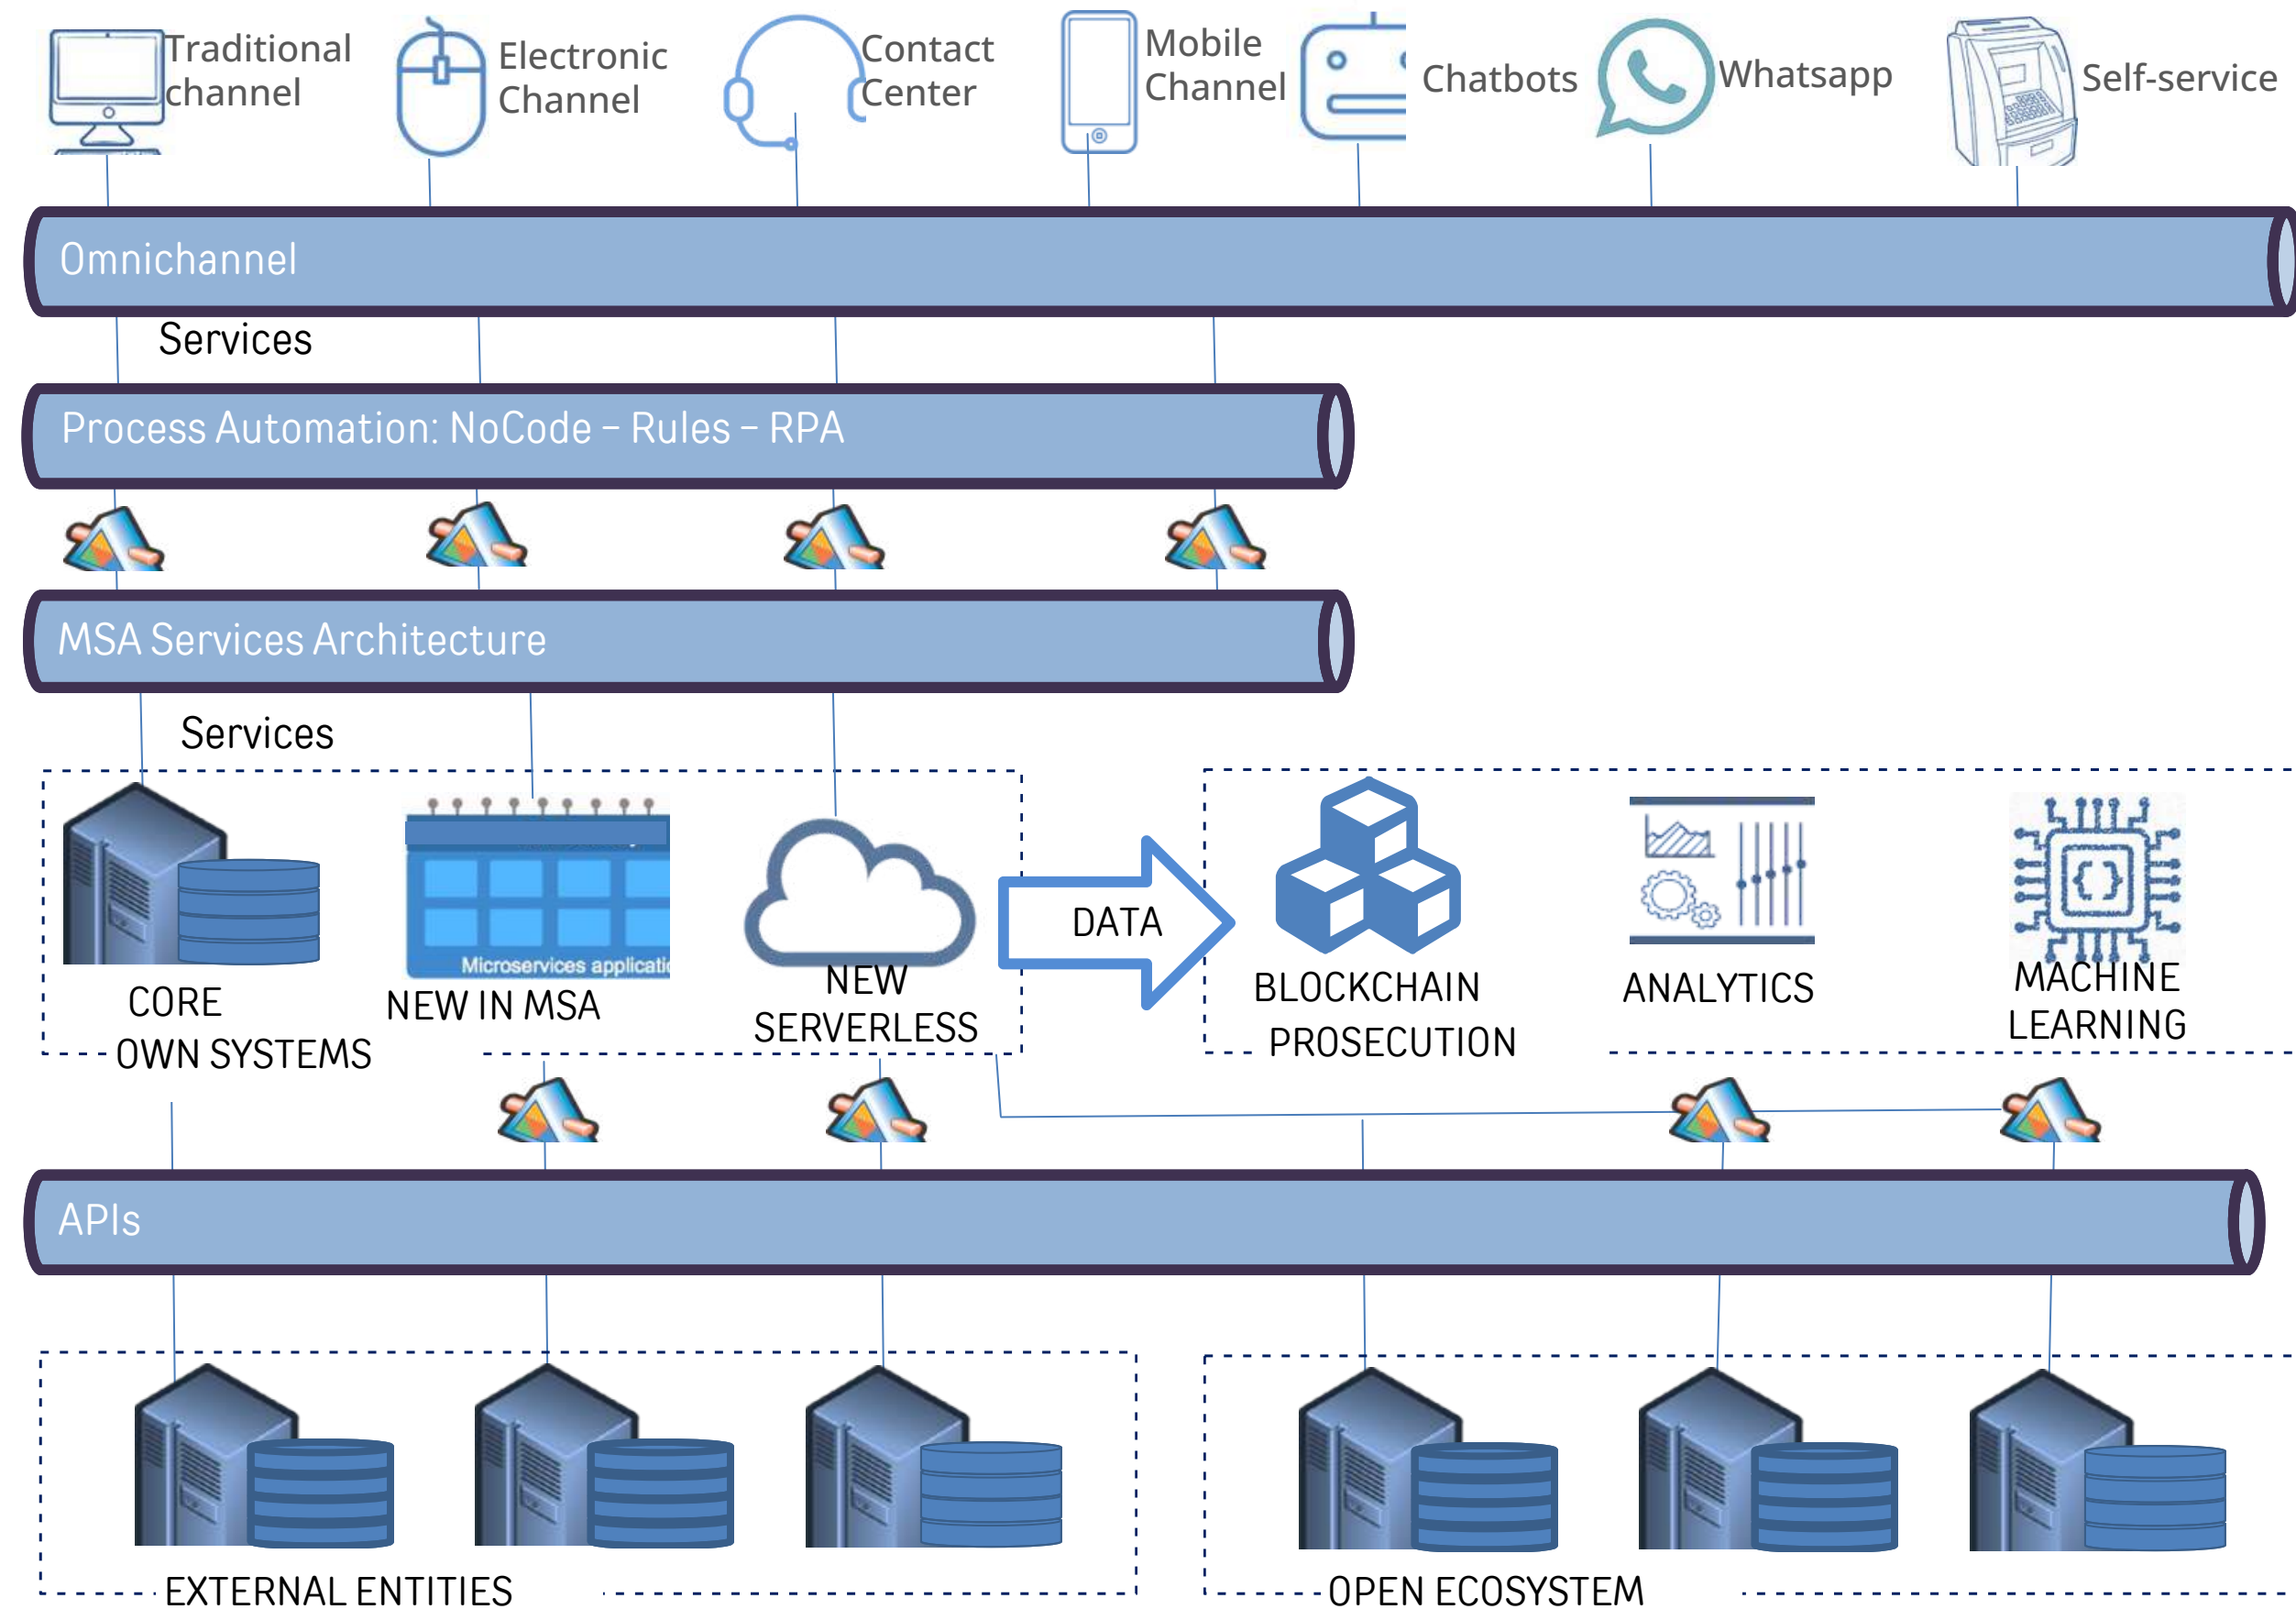 Traditional
channel
Electronic
Channel
Contact
Center
Mobile
Channel
Chatbots
Whatsapp
Self-service
Omnichannel
Services
Process Automation: NoCode – Rules – RPA
MSA Services Architecture
Services
Microservices applicati
CORE
NEW IN MSA
NEW
SERVERLESS
OWN SYSTEMS
DATA
BLOCKCHAIN
ANALYTICS
MACHINE
LEARNING
PROSECUTION
APIs
EXTERNAL ENTITIES
OPEN ECOSYSTEM